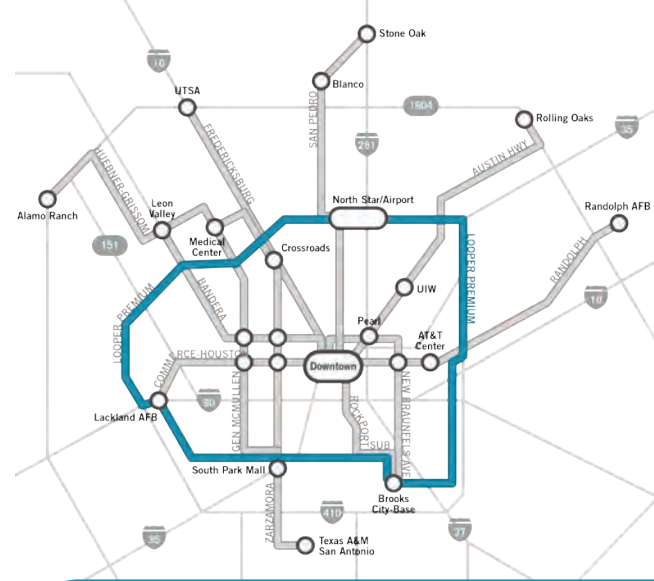 Stone Oak
10
Blanco
UTSA
1604
SAN PEDRO
Rolling Oaks
FREDERICKSBURG
35
281
AUSTIN HWY
HUEBNER-GRISSOM
Leon
Valley
North Star/Airport
Randolph AFB
Alamo Ranch
151
Medical
Center
Crossroads
LOOPER PREMIUM
RANDOLPH
BANDERA
UIW
10
LOOPER PREMIUM
Pearl
AT&T
Center
COMMERCE-HOUSTON
Downtown
GEN MCMULLEN
ROCKPORT
SUB
NEW BRAUNFELS AVE
90
Lackland AFB
South Park Mall
Brooks
City-Base
ZARZAMORA
410
37
35
Texas A&M
San Antonio